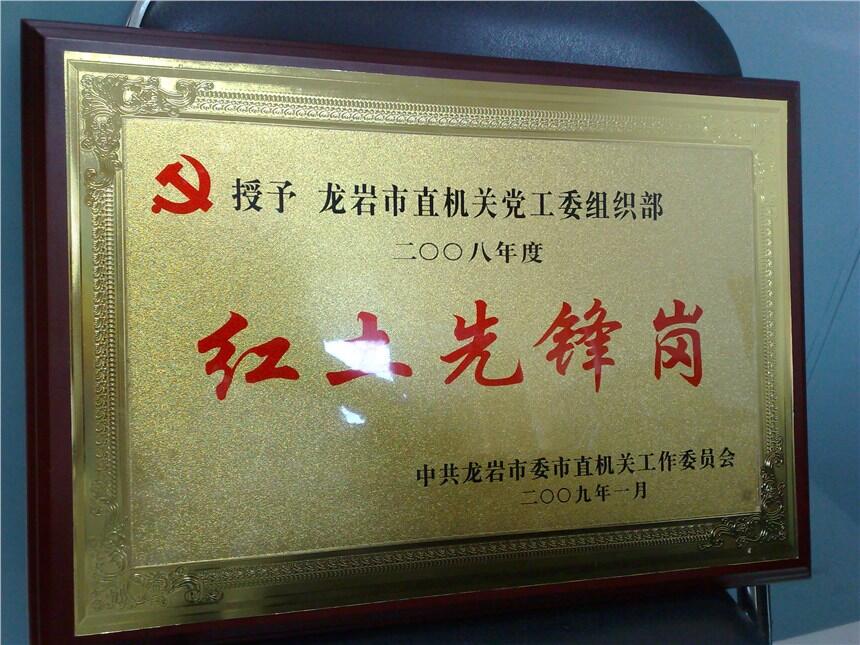 授予 龙岩市直机关党工委组织部
二〇〇八年度
红土先锋岗
中共龙岩市委市直机关工作委员会
二〇〇九年一月